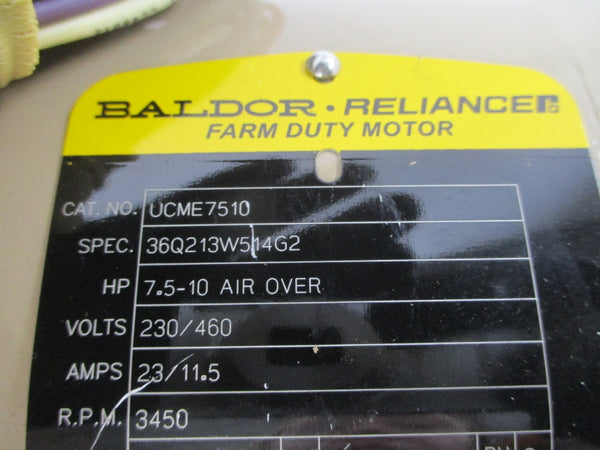 BALDOR • RELIANCE
FARM DUTY MOTOR
CAT. NO. UCME7510
SPEC. 36Q213W514G2
HP 7.5-10 AIR OVER
VOLTS 230/460
AMPS 23/11.5
R.P.M. 3450